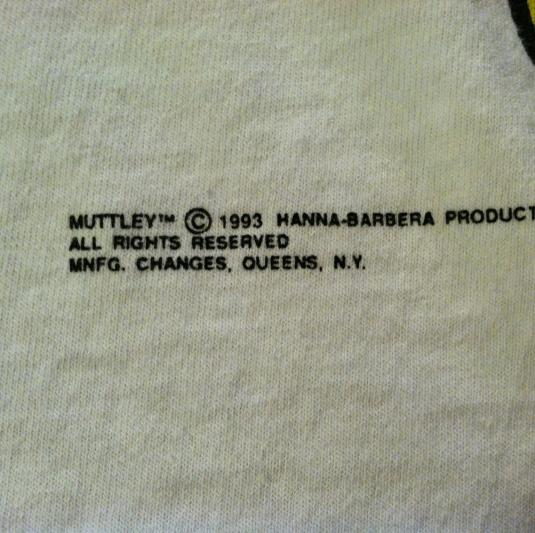 MUTTLEY™ © 1993 HANNA-BARBERA PRODUCT
ALL RIGHTS RESERVED
MNFG. CHANGES, QUEENS, N.Y.